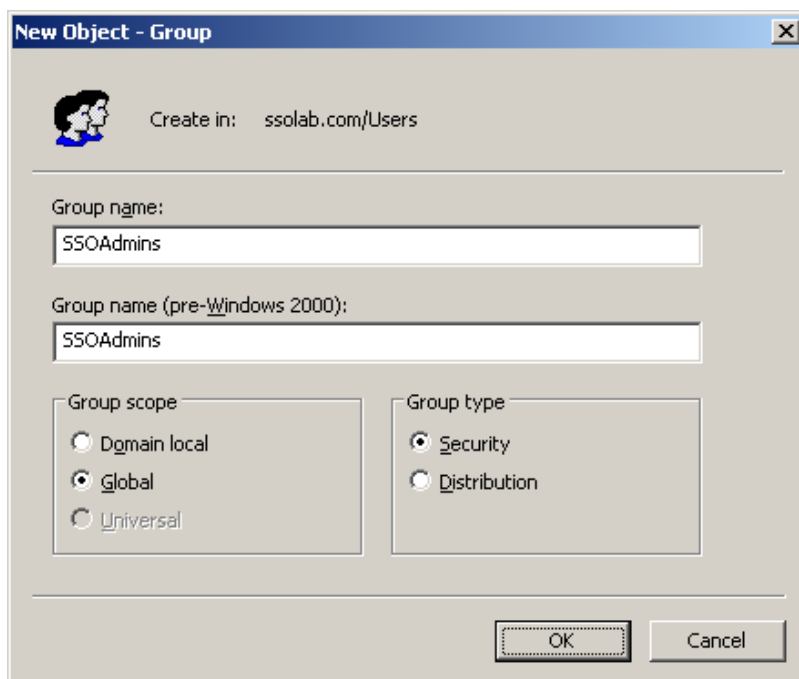 New Object - Group
Create in: ssolab.com/Users
Group name:
SSOAdmins
Group name (pre-Windows 2000):
SSOAdmins
Group scope
Domain local
Global
Universal
Group type
Security
Distribution
OK
Cancel